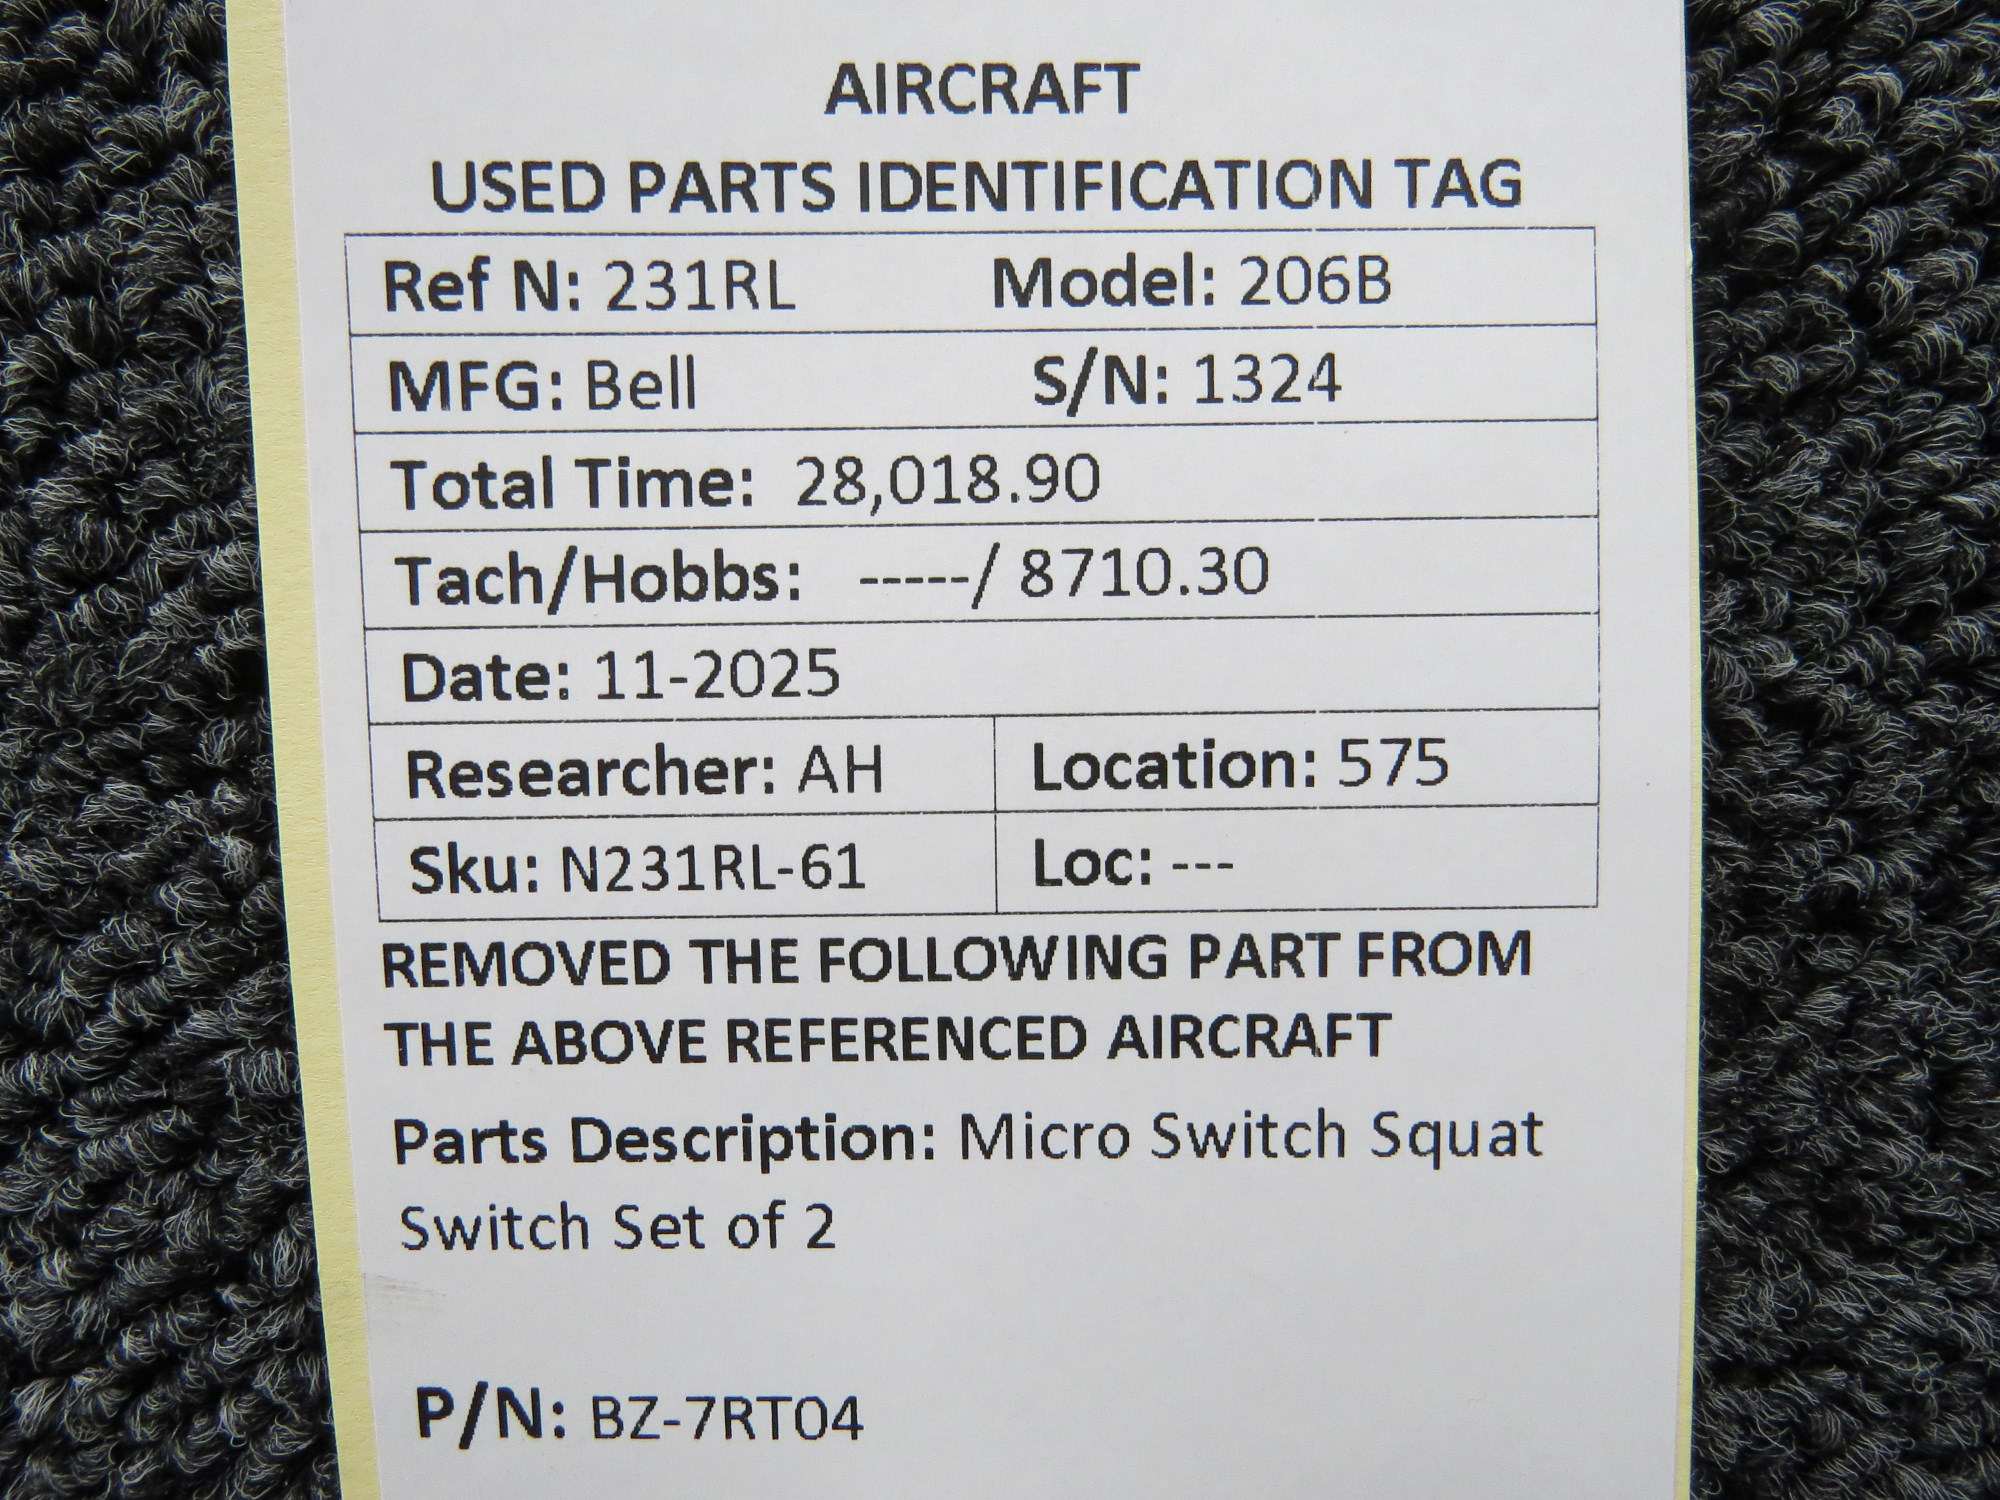 AIRCRAFT
USED PARTS IDENTIFICATION TAG
Ref N: 231RL Model: 206B
MFG: Bell S/N: 1324
Total Time: 28,018.90
Tach/Hobbs: -----/ 8710.30
Date: 11-2025
Researcher: AH Location: 575
Sku: N231RL-61 Loc: ---
REMOVED THE FOLLOWING PART FROM
THE ABOVE REFERENCED AIRCRAFT
Parts Description: Micro Switch Squat
Switch Set of 2
P/N: BZ-7RT04